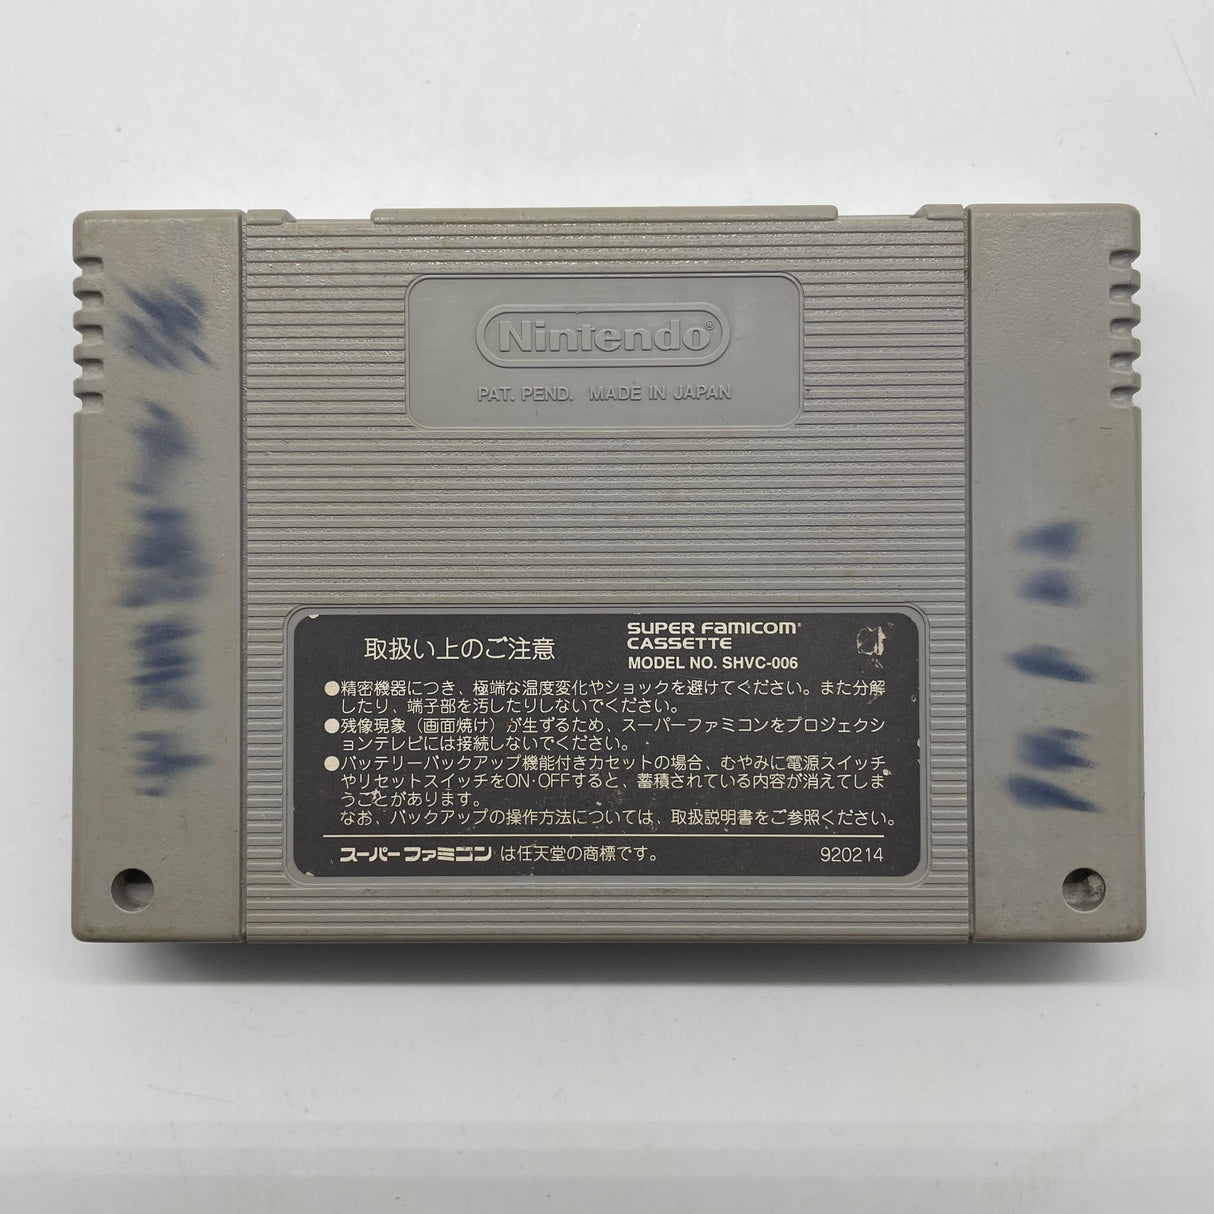 Nintendo®
PAT. PEND. MADE IN JAPAN
取扱い上のご注意
SUPER FAMICOM®
CASSETTE
MODEL NO. SHVC-006
●精密機器につき、極端な温度変化やショックを避けてください。また分解
したり、端子部を汚したりしないでください。
●残像現象（画面焼け）が生ずるため、スーパーファミコンをプロジェクシ
ョンテレビには接続しないでください。
●バッテリーバックアップ機能付きカセットの場合、むやみに電源スイッチ
やリセットスイッチをON·OFFすると、蓄積されている内容が消えてしま
うことがあります。
なお、バックアップの操作方法については、取扱説明書をご参照ください。
スーパーファミコンは任天堂の商標です。
920214